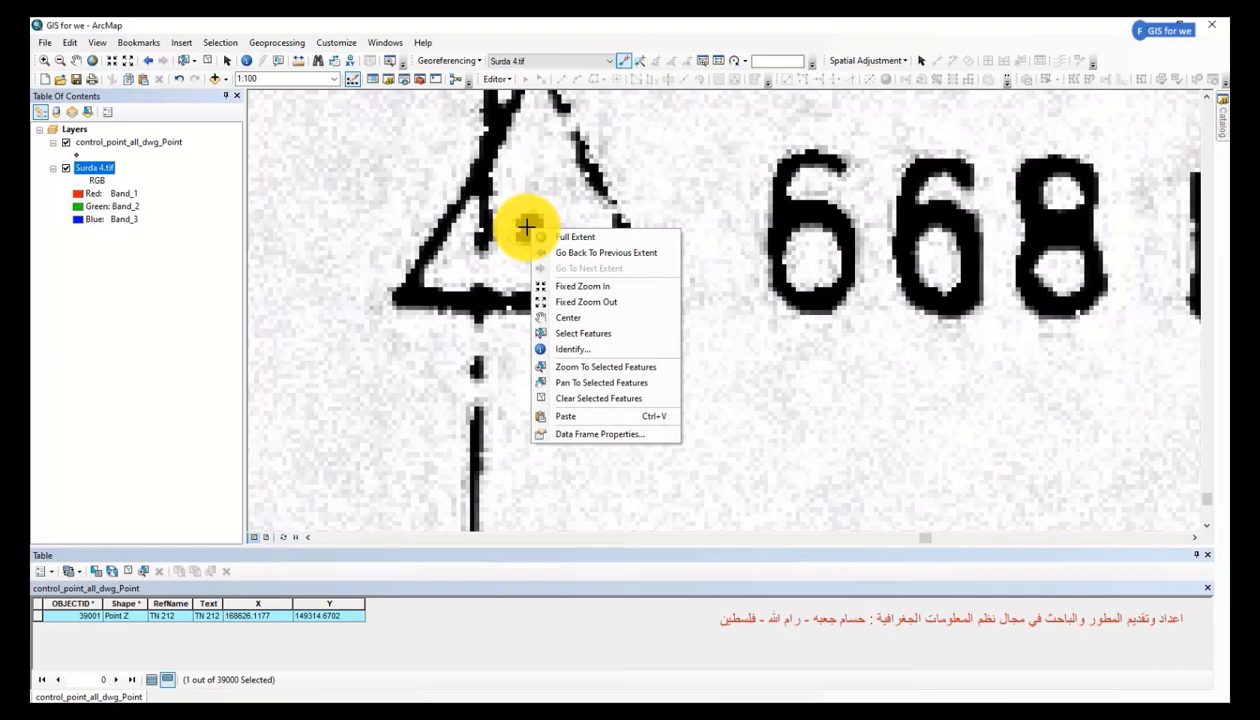 GIS for we - ArcMap
F GIS for we
File Edit View Bookmarks Insert Selection Geoprocessing Customize Windows Help
Georeferencing Surda 4.tif Spatial Adjustment
1:100 Editor
Table Of Contents
Layers
control_point_all_dwg_Point
Surda 4.tif
RGB
Red: Band_1
Green: Band_2
Blue: Band_3
Catalog
668
Full Extent
Go Back To Previous Extent
Go To Next Extent
Fixed Zoom In
Fixed Zoom Out
Center
Select Features
Identify...
Zoom To Selected Features
Pan To Selected Features
Clear Selected Features
Paste Ctrl+V
Data Frame Properties...
Table
control_point_all_dwg_Point
OBJECTID * Shape * RefName Text X Y
39001 Point Z TN 212 TN 212 168626.1177 149314.6702
اعداد وتقديم المطور والباحث في مجال نظم المعلومات الجغرافية : حسام جعبه - رام الله - فلسطين
0 (1 out of 39000 Selected)
control_point_all_dwg_Point